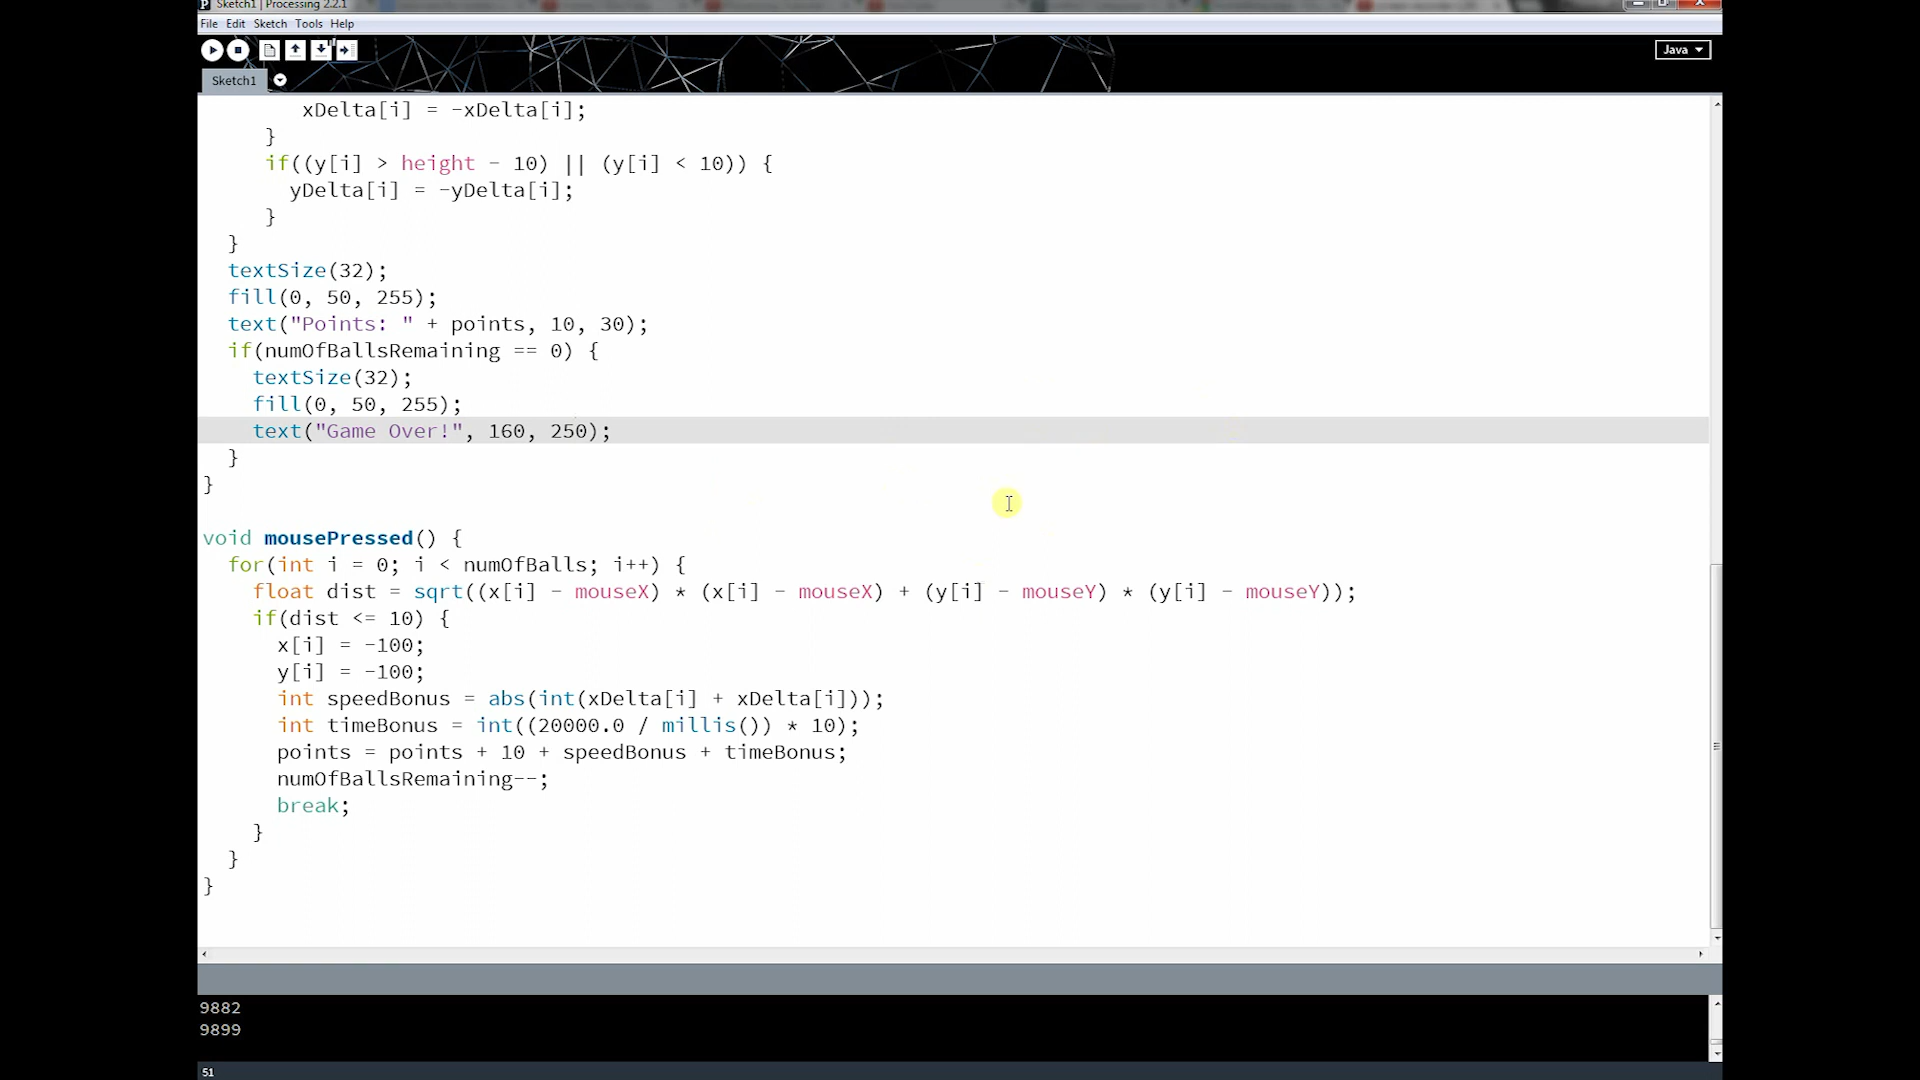 Sketch1 | Processing 2.2.1
File Edit Sketch Tools Help
Java
Sketch1
xDelta[i] = -xDelta[i];
}
if((y[i] > height - 10) || (y[i] < 10)) {
yDelta[i] = -yDelta[i];
}
}
textSize(32);
fill(0, 50, 255);
text("Points: " + points, 10, 30);
if(numOfBallsRemaining == 0) {
textSize(32);
fill(0, 50, 255);
text("Game Over!", 160, 250);
}
}
void mousePressed() {
for(int i = 0; i < numOfBalls; i++) {
float dist = sqrt((x[i] - mouseX) * (x[i] - mouseX) + (y[i] - mouseY) * (y[i] - mouseY));
if(dist <= 10) {
x[i] = -100;
y[i] = -100;
int speedBonus = abs(int(xDelta[i] + xDelta[i]));
int timeBonus = int((20000.0 / millis()) * 10);
points = points + 10 + speedBonus + timeBonus;
numOfBallsRemaining--;
break;
}
}
}
9882
9899
51